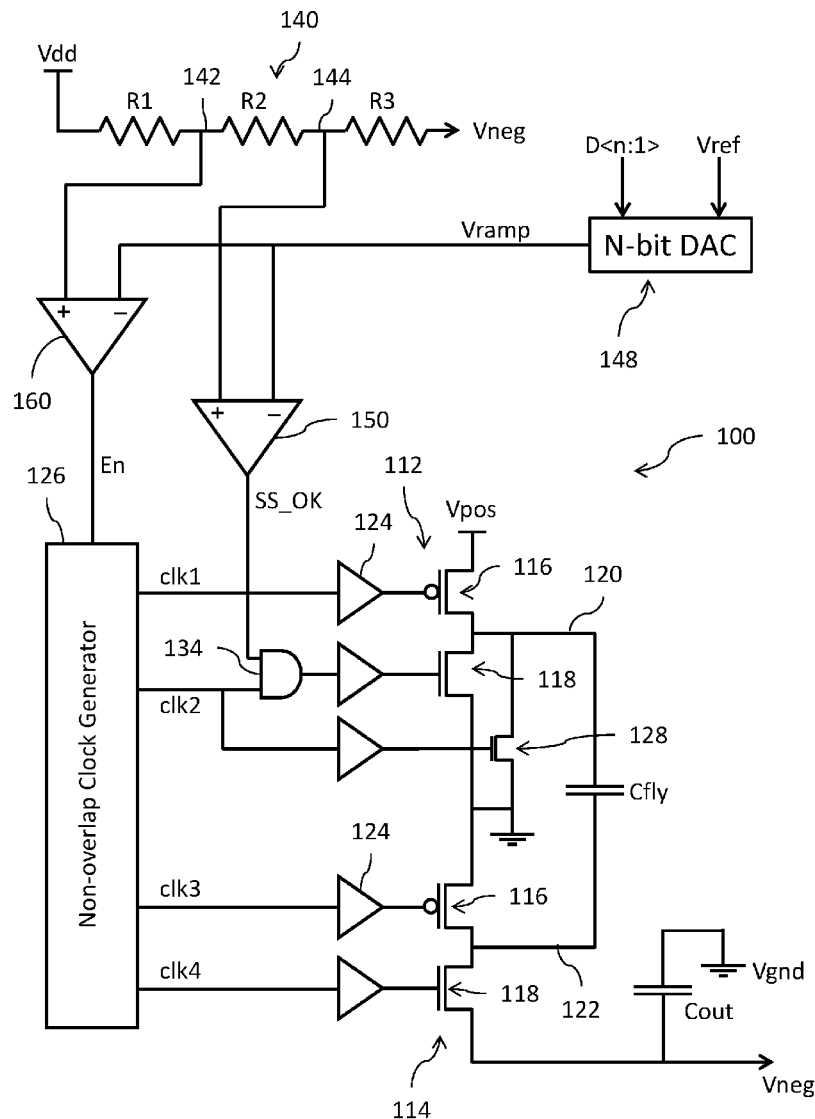 140
Vdd
142
144
R1
R2
R3
Vneg
D<n:1>
Vref
Vramp
N-bit DAC
148
+
−
160
+
−
150
100
En
126
SS_OK
112
Vpos
124
clk1
116
120
134
118
clk2
128
Cfly
Non-overlap Clock Generator
124
clk3
116
clk4
118
122
Vgnd
Cout
114
Vneg